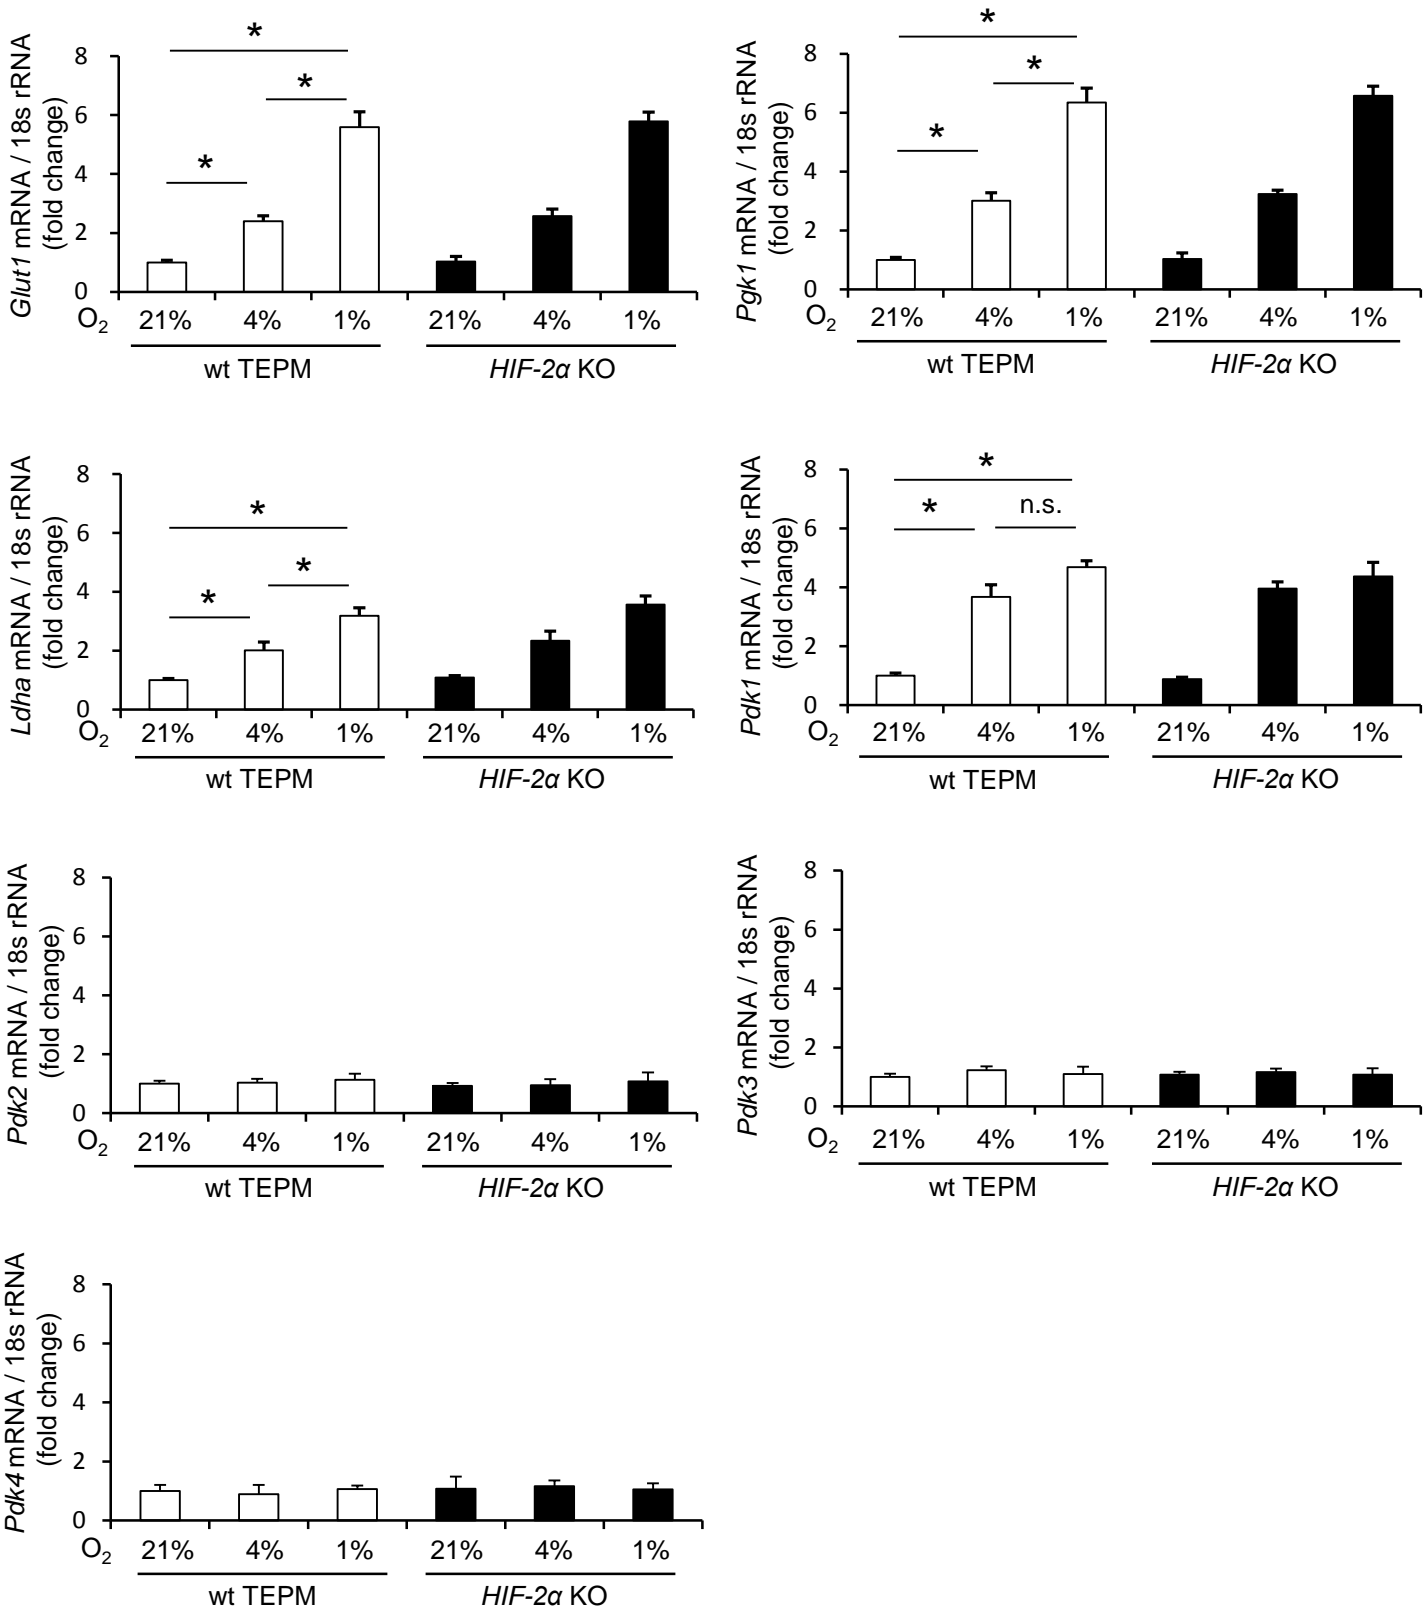 Glut1 mRNA / 18s rRNA
(fold change)
8
6
4
2
0
*
*
*
O2 21% 4% 1% 21% 4% 1%
wt TEPM HIF-2α KO
Pgk1 mRNA / 18s rRNA
(fold change)
8
6
4
2
0
*
*
*
O2 21% 4% 1% 21% 4% 1%
wt TEPM HIF-2α KO
Ldha mRNA / 18s rRNA
(fold change)
8
6
4
2
0
*
*
*
O2 21% 4% 1% 21% 4% 1%
wt TEPM HIF-2α KO
Pdk1 mRNA / 18s rRNA
(fold change)
8
6
4
2
0
*
* n.s.
O2 21% 4% 1% 21% 4% 1%
wt TEPM HIF-2α KO
Pdk2 mRNA / 18s rRNA
(fold change)
8
6
4
2
0
O2 21% 4% 1% 21% 4% 1%
wt TEPM HIF-2α KO
Pdk3 mRNA / 18s rRNA
(fold change)
8
6
4
2
0
O2 21% 4% 1% 21% 4% 1%
wt TEPM HIF-2α KO
Pdk4 mRNA / 18s rRNA
(fold change)
8
6
4
2
0
O2 21% 4% 1% 21% 4% 1%
wt TEPM HIF-2α KO